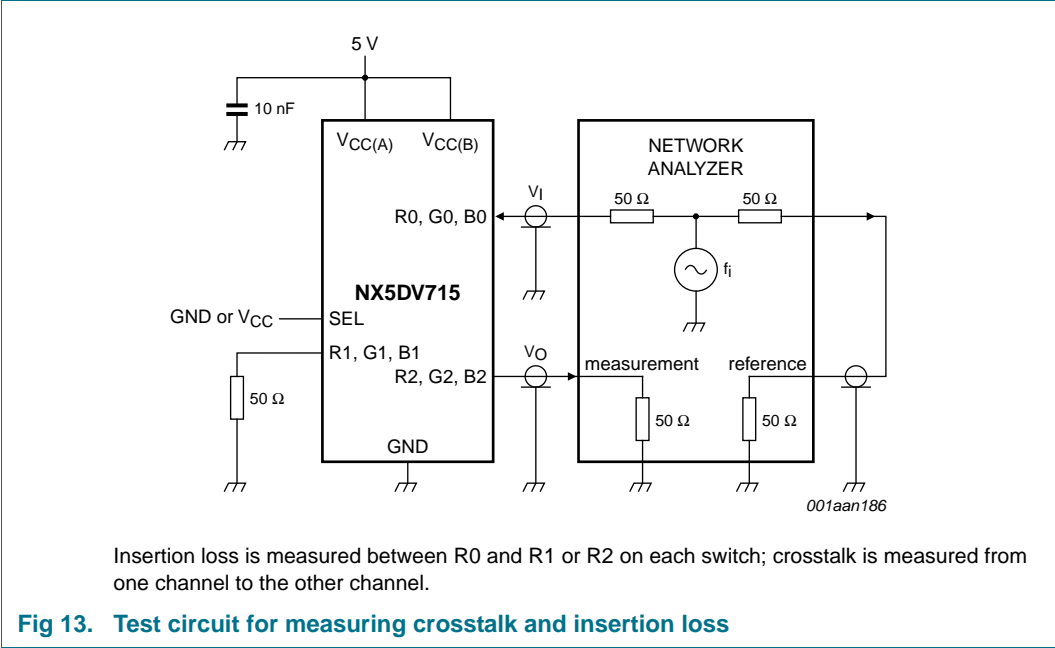 5 V
10 nF
VCC(A) VCC(B)
NETWORK
ANALYZER
VI
50 Ω 50 Ω
R0, G0, B0
fi
NX5DV715
GND or VCC SEL
R1, G1, B1
VO
measurement reference
R2, G2, B2
50 Ω
50 Ω 50 Ω
GND
001aan186
Insertion loss is measured between R0 and R1 or R2 on each switch; crosstalk is measured from
one channel to the other channel.
Fig 13. Test circuit for measuring crosstalk and insertion loss